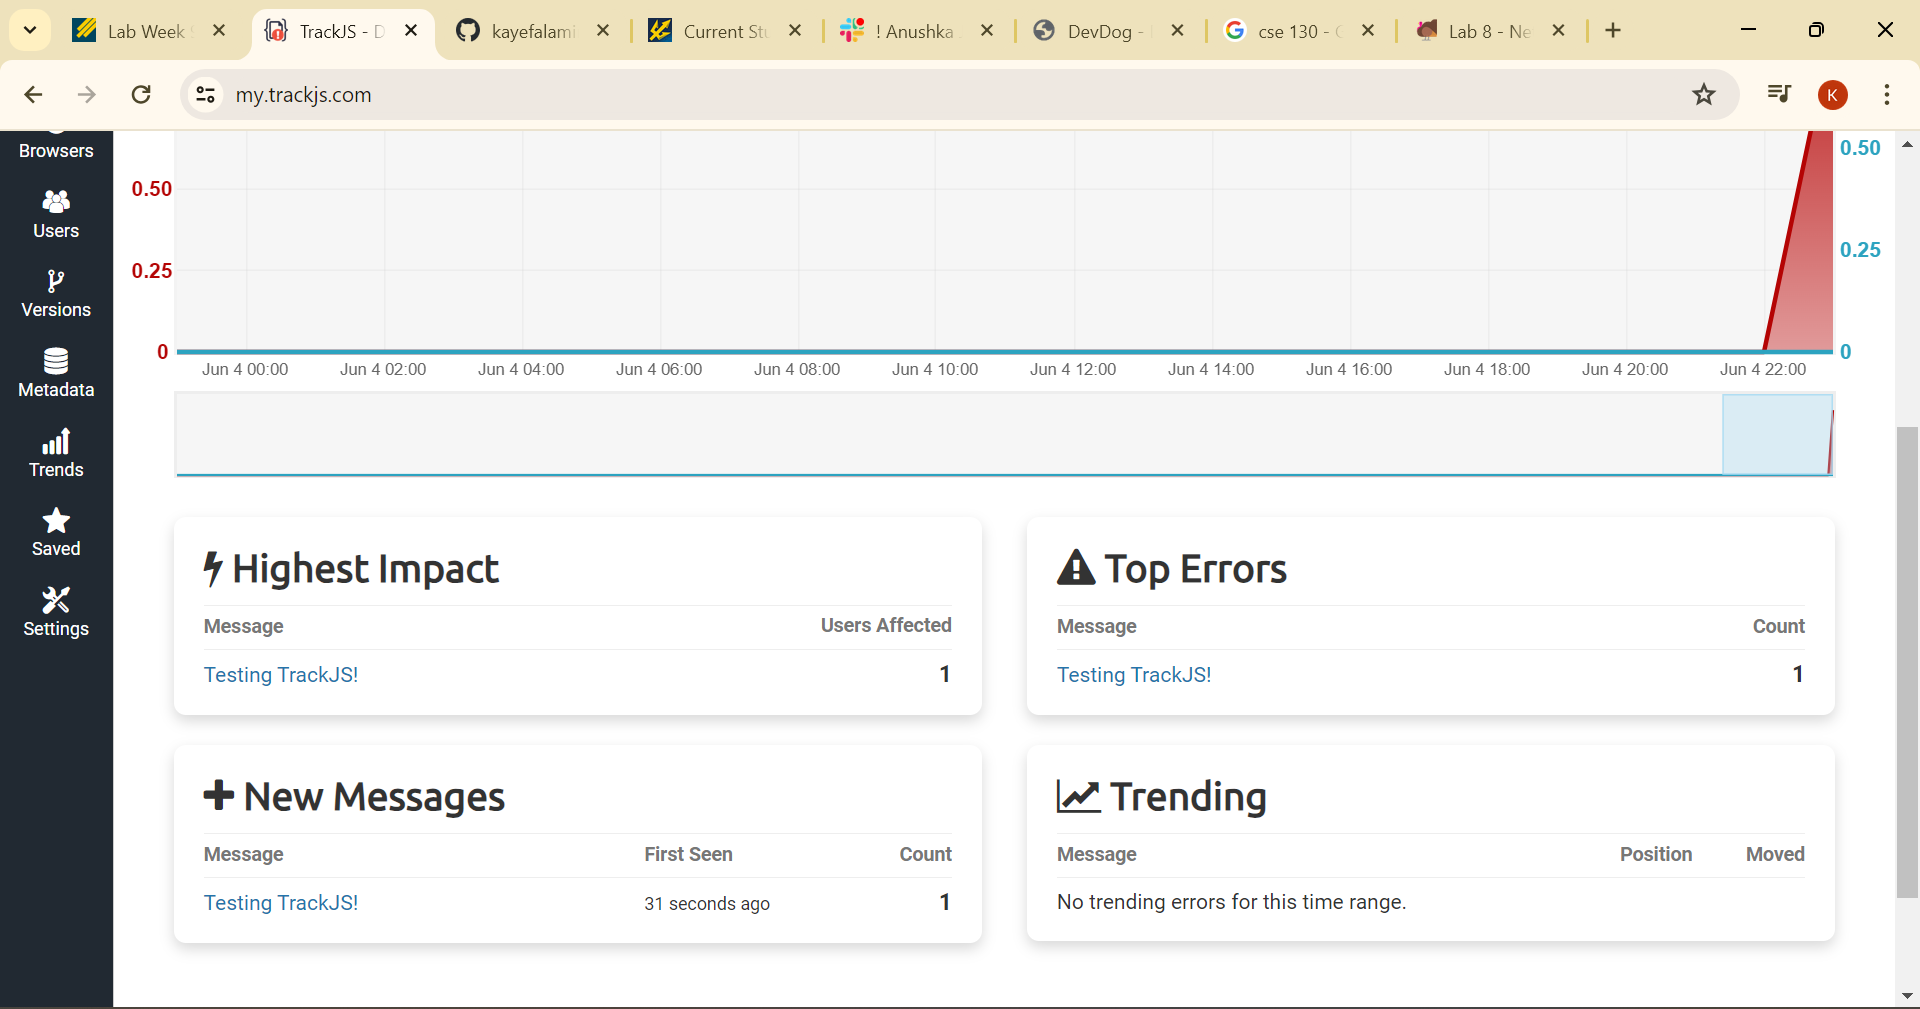 Lab Week
TrackJS - D
kayefalami
Current Stu
! Anushka
DevDog -
cse 130 -
Lab 8 - Ne
my.trackjs.com
K
Browsers
Users
Versions
Metadata
Trends
Saved
Settings
0.50
0.25
0
0.50
0.25
0
Jun 4 00:00 Jun 4 02:00 Jun 4 04:00 Jun 4 06:00 Jun 4 08:00 Jun 4 10:00 Jun 4 12:00 Jun 4 14:00 Jun 4 16:00 Jun 4 18:00 Jun 4 20:00 Jun 4 22:00
Highest Impact
Message Users Affected
Testing TrackJS! 1
Top Errors
Message Count
Testing TrackJS! 1
New Messages
Message First Seen Count
Testing TrackJS! 31 seconds ago 1
Trending
Message Position Moved
No trending errors for this time range.